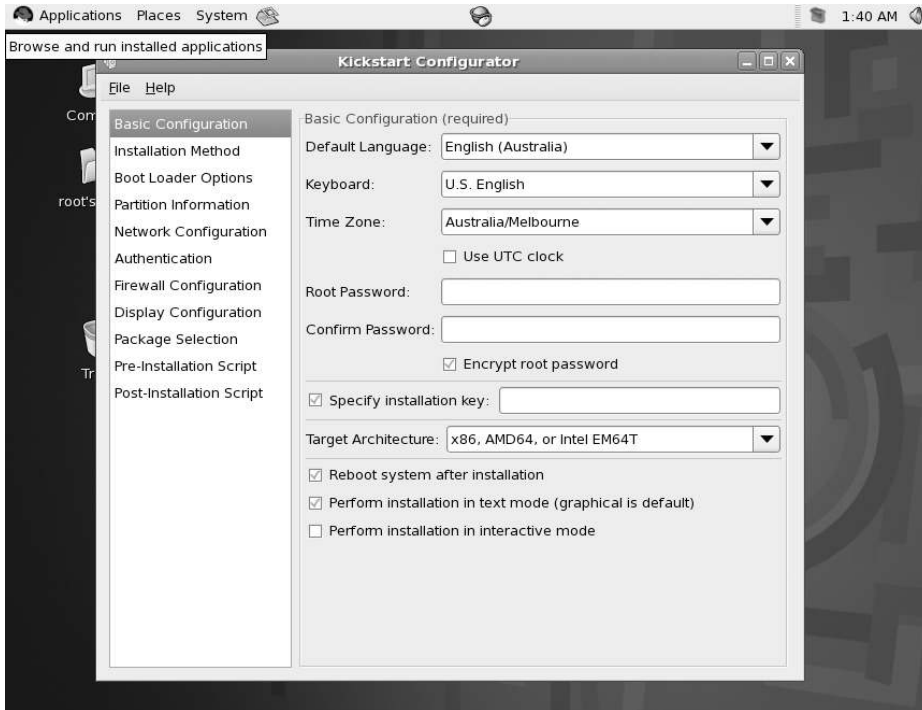 Applications Places System 1:40 AM
Browse and run installed applications
Kickstart Configurator
File Help
Com
root's
Tr
Basic Configuration
Installation Method
Boot Loader Options
Partition Information
Network Configuration
Authentication
Firewall Configuration
Display Configuration
Package Selection
Pre-Installation Script
Post-Installation Script
Basic Configuration (required)
Default Language: English (Australia)
Keyboard: U.S. English
Time Zone: Australia/Melbourne
Use UTC clock
Root Password:
Confirm Password:
Encrypt root password
Specify installation key:
Target Architecture: x86, AMD64, or Intel EM64T
Reboot system after installation
Perform installation in text mode (graphical is default)
Perform installation in interactive mode